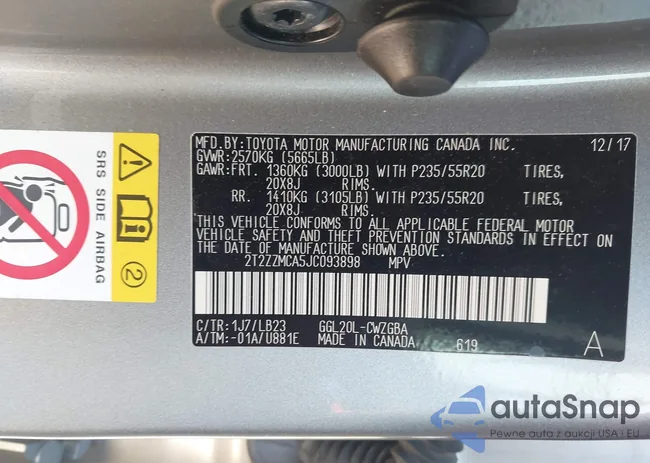 MFD.BY:TOYOTA MOTOR MANUFACTURING CANADA INC. 12/17
GVWR:2570KG (5665LB)
GAWR:FRT. 1360KG (3000LB) WITH P235/55R20 TIRES,
20X8J RIMS.
RR. 1410KG (3105LB) WITH P235/55R20 TIRES,
20X8J RIMS.
THIS VEHICLE CONFORMS TO ALL APPLICABLE FEDERAL MOTOR
VEHICLE SAFETY AND THEFT PREVENTION STANDARDS IN EFFECT ON
THE DATE OF MANUFACTURE SHOWN ABOVE.
2T2ZZMCA5JC093898 MPV
C/TR:1J7/LB23 GGL20L-CWZGBA
A/TM:-01A/U881E MADE IN CANADA 619 A
SRS SIDE AIRBAG
2
autoSnap
Pewne auto z aukcji USA i EU